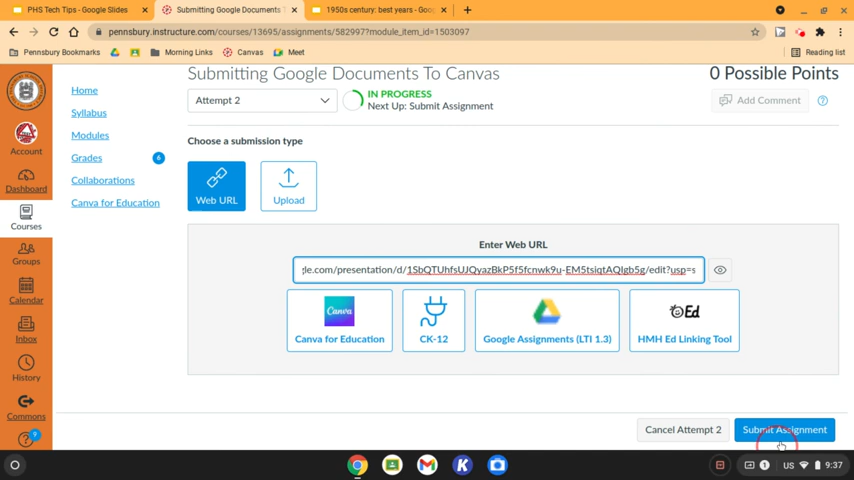 PHS Tech Tips - Google Slides
Submitting Google Documents T
1950s century: best years - Goo
pennsbury.instructure.com/courses/13695/assignments/582997?module_item_id=1503097
Pennsbury Bookmarks
Morning Links
Canvas
Meet
Reading list
Account
Dashboard
Courses
Groups
Calendar
Inbox
History
Commons
9
Home
Syllabus
Modules
Grades
6
Collaborations
Canva for Education
Submitting Google Documents To Canvas
0 Possible Points
Attempt 2
IN PROGRESS
Next Up: Submit Assignment
Add Comment
Choose a submission type
Web URL
Upload
Enter Web URL
gle.com/presentation/d/1SbQTUhfsUJQyazBkP5f5fcnwk9u-EM5tsiqtAQIgb5g/edit?usp=s
Canva
Canva for Education
CK-12
Google Assignments (LTI 1.3)
Ed
HMH Ed Linking Tool
Cancel Attempt 2
Submit Assignment
K
1
US
9:37